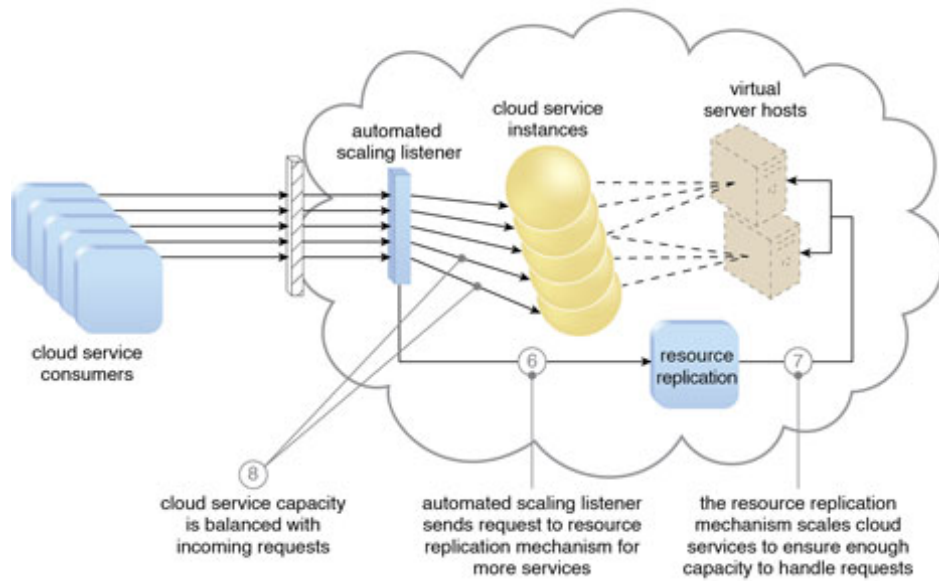 virtual
server hosts
cloud service
instances
automated
scaling listener
cloud service
consumers
resource
replication
6
7
8
cloud service capacity
is balanced with
incoming requests
automated scaling listener
sends request to resource
replication mechanism for
more services
the resource replication
mechanism scales cloud
services to ensure enough
capacity to handle requests